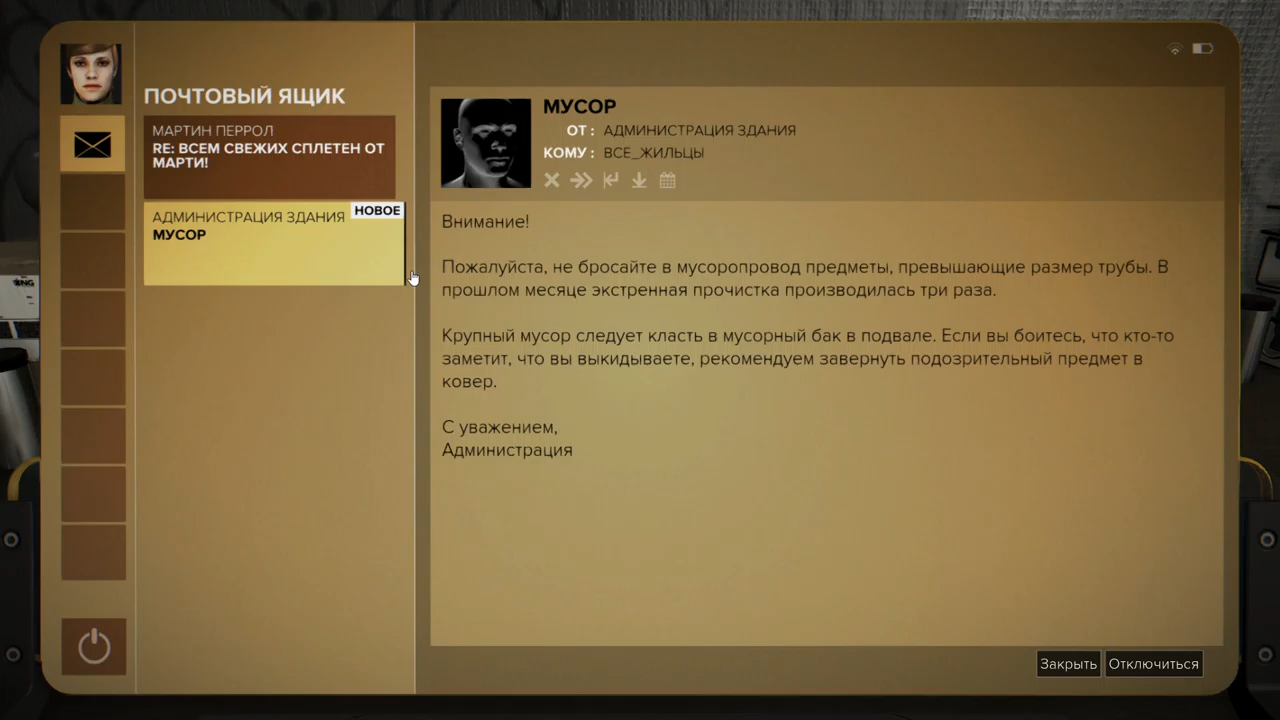 ПОЧТОВЫЙ ЯЩИК
МАРТИН ПЕРРОЛ
RE: ВСЕМ СВЕЖИХ СПЛЕТЕН ОТ
МАРТИ!
НОВОЕ
АДМИНИСТРАЦИЯ ЗДАНИЯ
МУСОР
МУСОР
ОТ : АДМИНИСТРАЦИЯ ЗДАНИЯ
КОМУ : ВСЕ_ЖИЛЬЦЫ
Внимание!
Пожалуйста, не бросайте в мусоропровод предметы, превышающие размер трубы. В
прошлом месяце экстренная прочистка производилась три раза.
Крупный мусор следует класть в мусорный бак в подвале. Если вы боитесь, что кто-то
заметит, что вы выкидываете, рекомендуем завернуть подозрительный предмет в
ковер.
С уважением,
Администрация
Закрыть
Отключиться